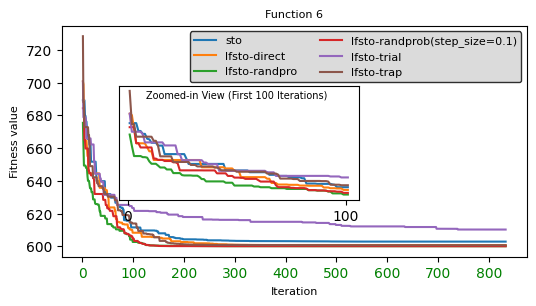 Function 6
Fitness value
720
700
680
660
640
620
600
sto
lfsto-direct
lfsto-randpro
lfsto-randprob(step_size=0.1)
lfsto-trial
lfsto-trap
Zoomed-in View (First 100 Iterations)
0 100
0 100 200 300 400 500 600 700 800
Iteration